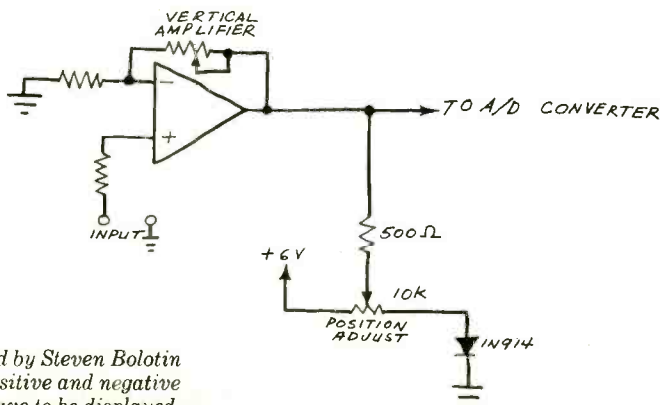 VERTICAL
AMPLIFIER
−
+
TO A/D CONVERTER
INPUT
500Ω
+6V
10K
POSITION
ADJUST
1N914
d by Steven Bolotin
sitive and negative
to be displayed